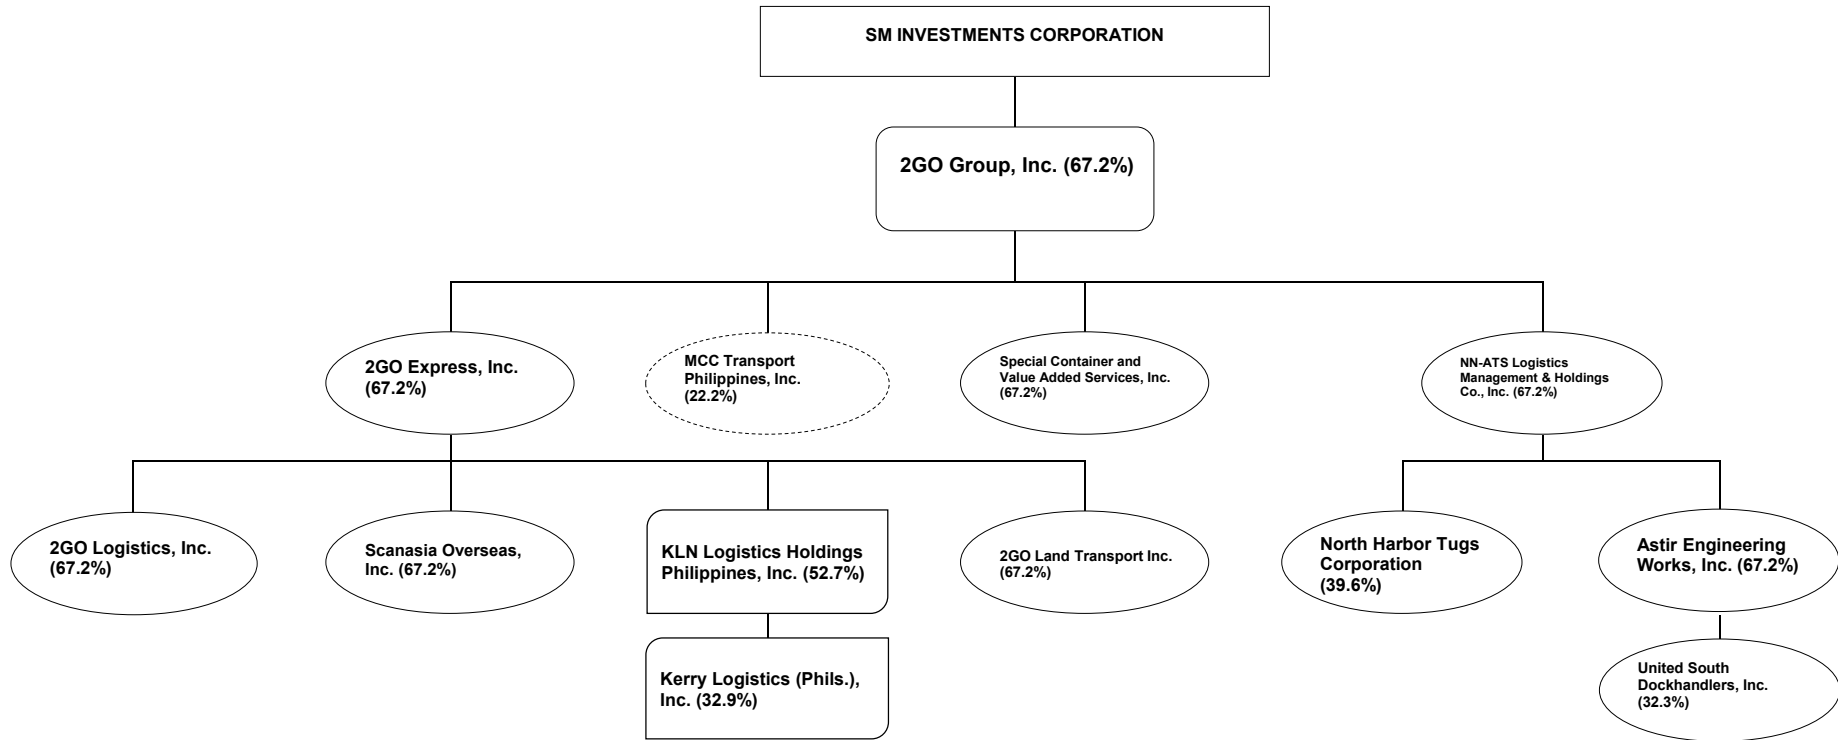 SM INVESTMENTS CORPORATION
2GO Group, Inc. (67.2%)
2GO Express, Inc.
(67.2%)
MCC Transport
Philippines, Inc.
(22.2%)
Special Container and
Value Added Services, Inc.
(67.2%)
NN-ATS Logistics
Management & Holdings
Co., Inc. (67.2%)
2GO Logistics, Inc.
(67.2%)
Scanasia Overseas,
Inc. (67.2%)
KLN Logistics Holdings
Philippines, Inc. (52.7%)
2GO Land Transport Inc.
(67.2%)
North Harbor Tugs
Corporation
(39.6%)
Astir Engineering
Works, Inc. (67.2%)
Kerry Logistics (Phils.),
Inc. (32.9%)
United South
Dockhandlers, Inc.
(32.3%)